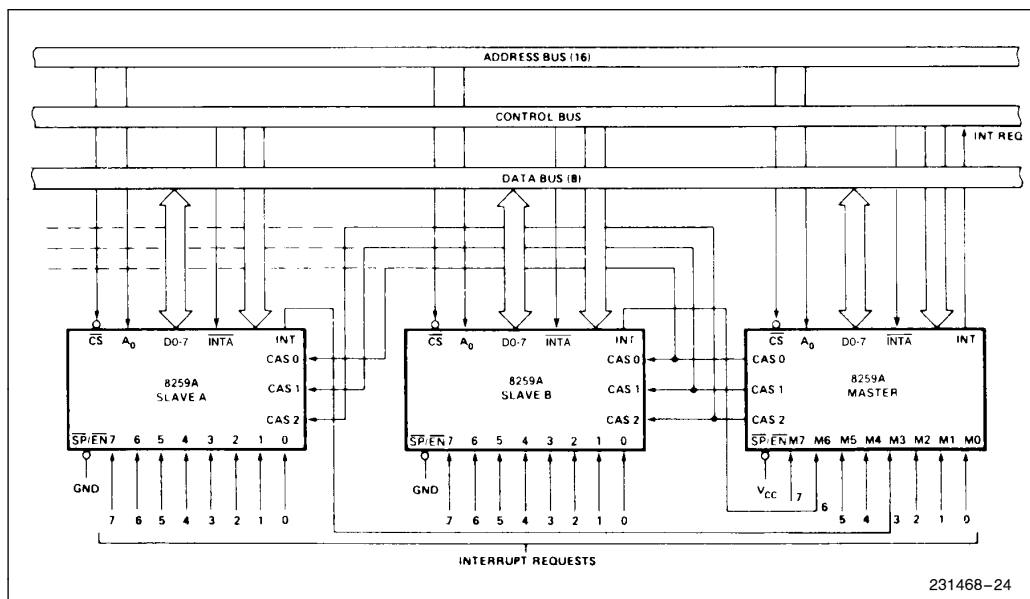 ADDRESS BUS (16)
CONTROL BUS
INT REQ
DATA BUS (8)
CS A0 D0-7 INTA INT
CAS 0
8259A
SLAVE A
CAS 1
CAS 2
SP/EN 7 6 5 4 3 2 1 0
GND
7 6 5 4 3 2 1 0
CS A0 D0-7 INTA INT
CAS 0
8259A
SLAVE B
CAS 1
CAS 2
SP/EN 7 6 5 4 3 2 1 0
GND
7 6 5 4 3 2 1 0
CS A0 D0-7 INTA INT
CAS 0
8259A
MASTER
CAS 1
CAS 2
SP/EN M7 M6 M5 M4 M3 M2 M1 M0
VCC
7 6 5 4 3 2 1 0
INTERRUPT REQUESTS
231468-24